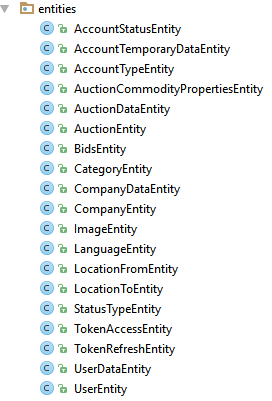 entities
AccountStatusEntity
AccountTemporaryDataEntity
AccountTypeEntity
AuctionCommodityPropertiesEntity
AuctionDataEntity
AuctionEntity
BidsEntity
CategoryEntity
CompanyDataEntity
CompanyEntity
ImageEntity
LanguageEntity
LocationFromEntity
LocationToEntity
StatusTypeEntity
TokenAccessEntity
TokenRefreshEntity
UserDataEntity
UserEntity